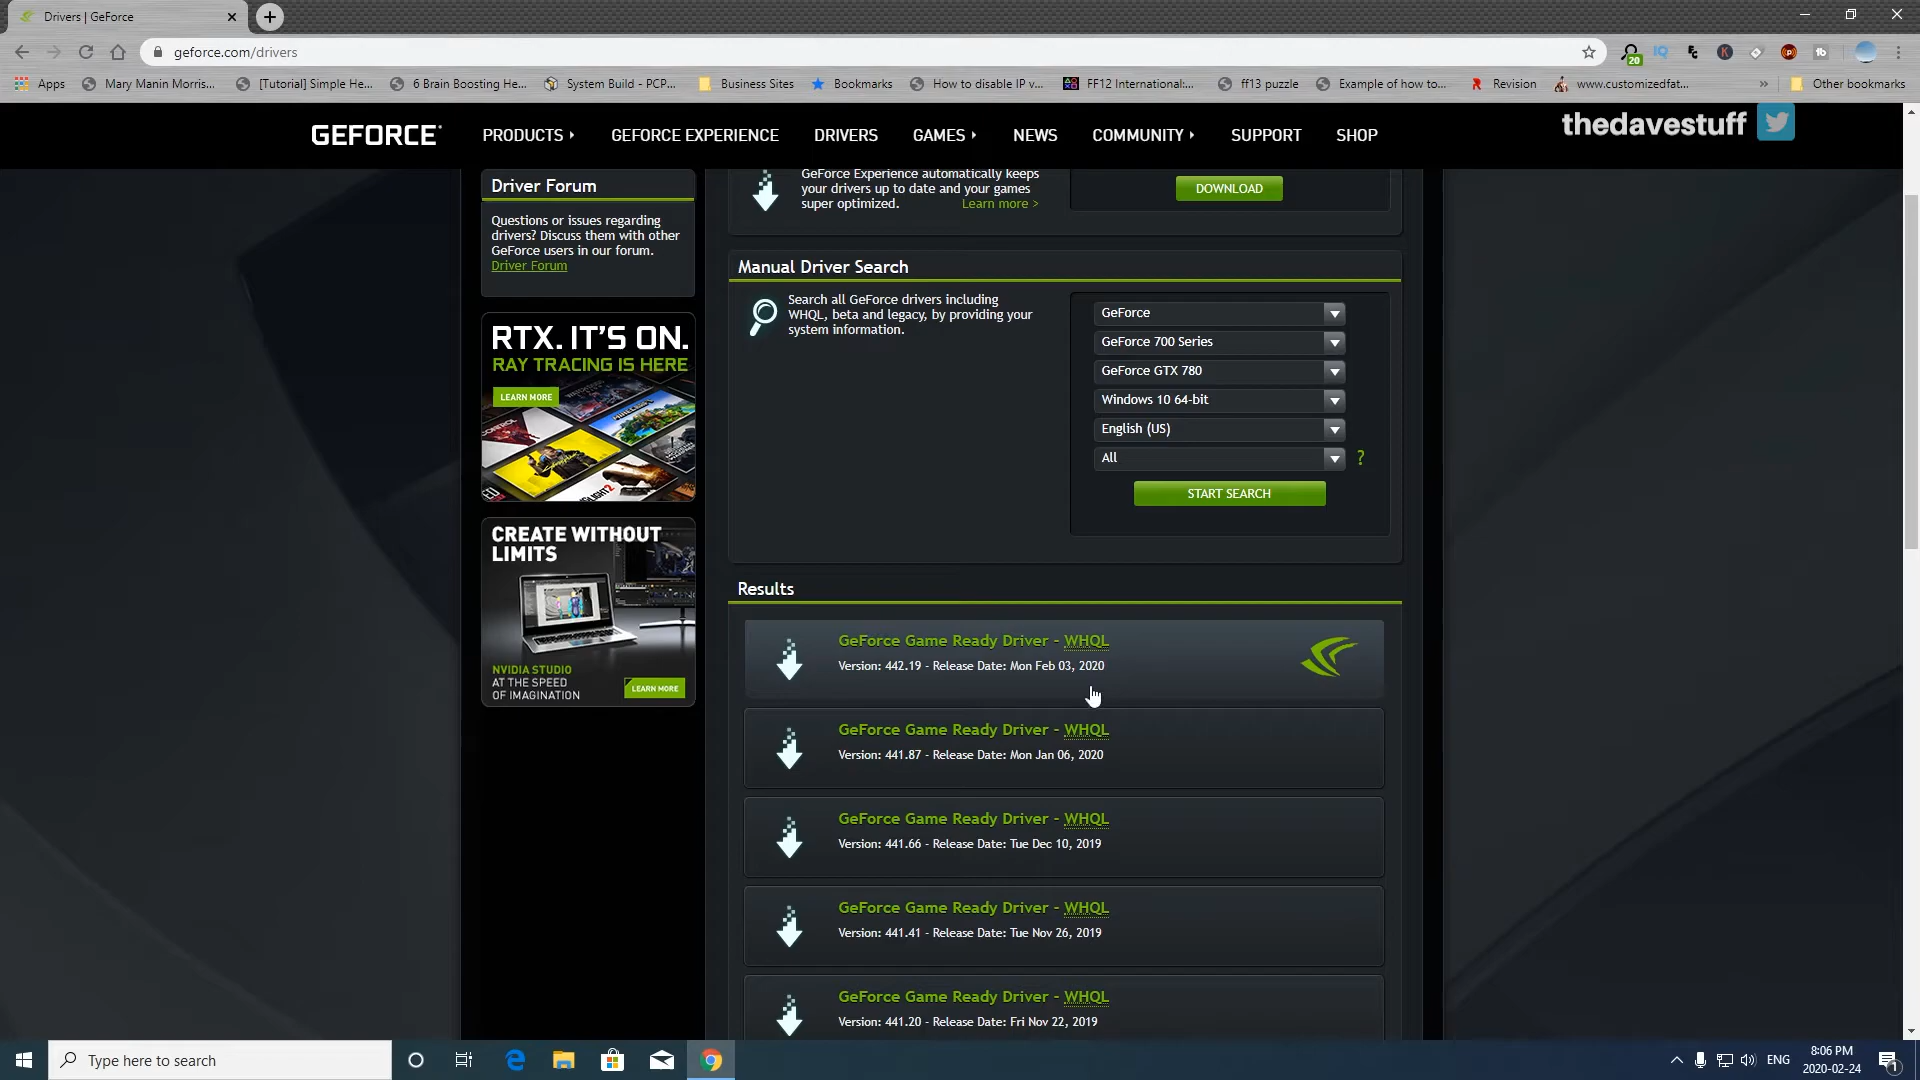 Drivers | GeForce
geforce.com/drivers
20
Apps
Mary Manin Morris...
[Tutorial] Simple He...
6 Brain Boosting He...
System Build - PCP...
Business Sites
Bookmarks
How to disable IP v...
FF12 International:...
ff13 puzzle
Example of how to...
Revision
www.customizedfat...
»
Other bookmarks
GEFORCE
PRODUCTS
GEFORCE EXPERIENCE
DRIVERS
GAMES
NEWS
COMMUNITY
SUPPORT
SHOP
thedavestuff
Driver Forum
Questions or issues regarding
drivers? Discuss them with other
GeForce users in our forum.
Driver Forum
RTX. IT'S ON.
RAY TRACING IS HERE
LEARN MORE
CREATE WITHOUT
LIMITS
NVIDIA STUDIO
AT THE SPEED
OF IMAGINATION
LEARN MORE
GeForce Experience automatically keeps
your drivers up to date and your games
super optimized.
Learn more >
DOWNLOAD
Manual Driver Search
Search all GeForce drivers including
WHQL, beta and legacy, by providing your
system information.
GeForce
GeForce 700 Series
GeForce GTX 780
Windows 10 64-bit
English (US)
All
?
START SEARCH
Results
GeForce Game Ready Driver - WHQL
Version: 442.19 - Release Date: Mon Feb 03, 2020
GeForce Game Ready Driver - WHQL
Version: 441.87 - Release Date: Mon Jan 06, 2020
GeForce Game Ready Driver - WHQL
Version: 441.66 - Release Date: Tue Dec 10, 2019
GeForce Game Ready Driver - WHQL
Version: 441.41 - Release Date: Tue Nov 26, 2019
GeForce Game Ready Driver - WHQL
Version: 441.20 - Release Date: Fri Nov 22, 2019
Type here to search
ENG
8:06 PM
2020-02-24
1